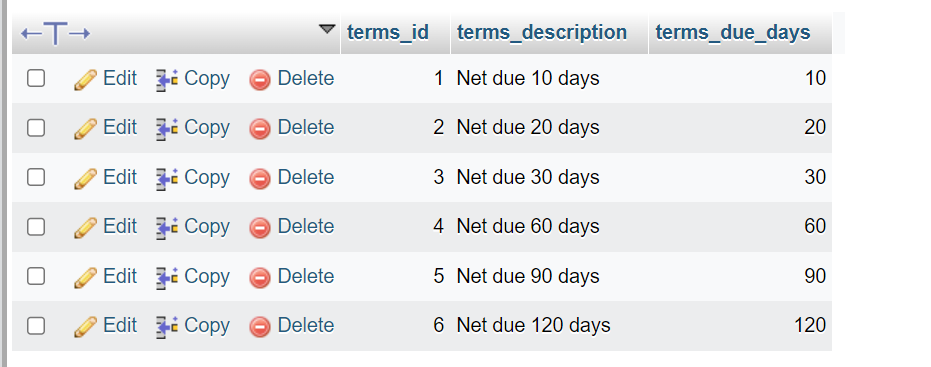 ←T→ terms_id terms_description terms_due_days
Edit Copy Delete 1 Net due 10 days 10
Edit Copy Delete 2 Net due 20 days 20
Edit Copy Delete 3 Net due 30 days 30
Edit Copy Delete 4 Net due 60 days 60
Edit Copy Delete 5 Net due 90 days 90
Edit Copy Delete 6 Net due 120 days 120